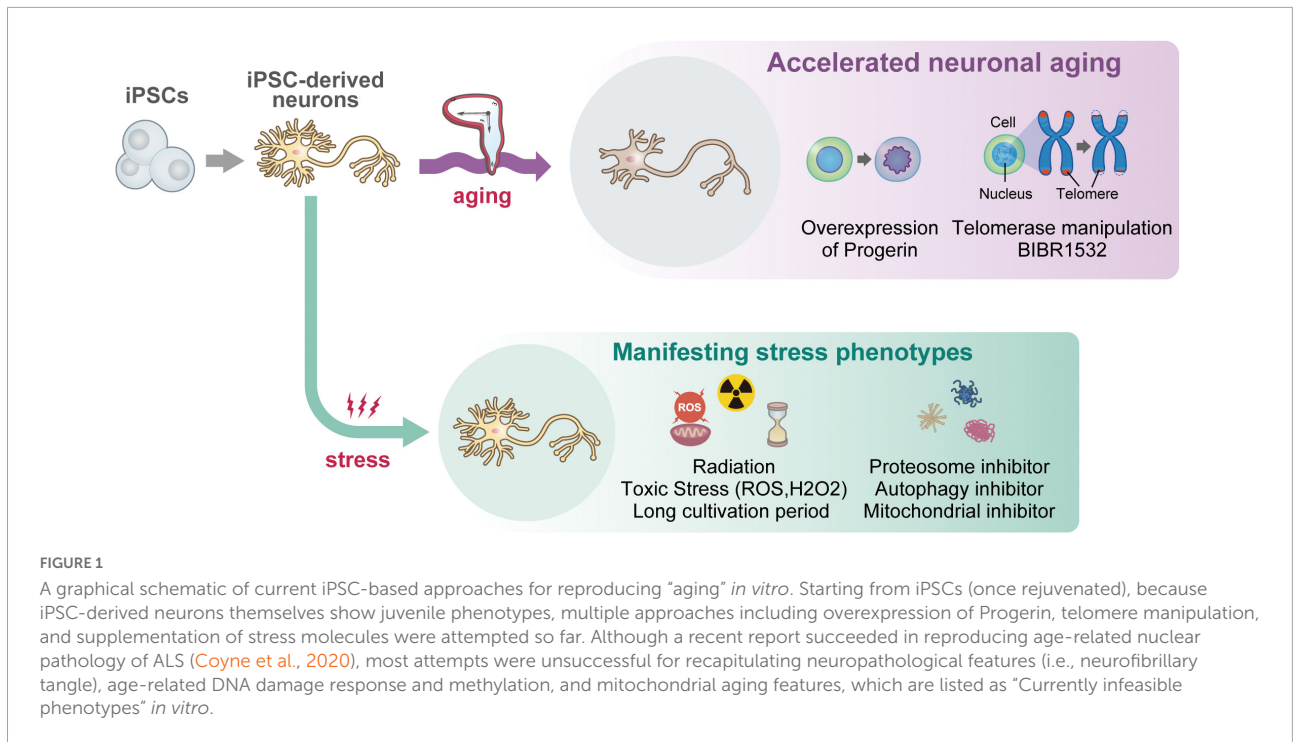 iPSCs
iPSC-derived
neurons
aging
Accelerated neuronal aging
Cell
Nucleus
Telomere
Overexpression
of Progerin
Telomerase manipulation
BIBR1532
stress
Manifesting stress phenotypes
ROS
Radiation
Toxic Stress (ROS,H2O2)
Long cultivation period
Proteosome inhibitor
Autophagy inhibitor
Mitochondrial inhibitor
FIGURE 1
A graphical schematic of current iPSC-based approaches for reproducing “aging” in vitro. Starting from iPSCs (once rejuvenated), because
iPSC-derived neurons themselves show juvenile phenotypes, multiple approaches including overexpression of Progerin, telomere manipulation,
and supplementation of stress molecules were attempted so far. Although a recent report succeeded in reproducing age-related nuclear
pathology of ALS (Coyne et al., 2020), most attempts were unsuccessful for recapitulating neuropathological features (i.e., neurofibrillary
tangle), age-related DNA damage response and methylation, and mitochondrial aging features, which are listed as “Currently infeasible
phenotypes” in vitro.